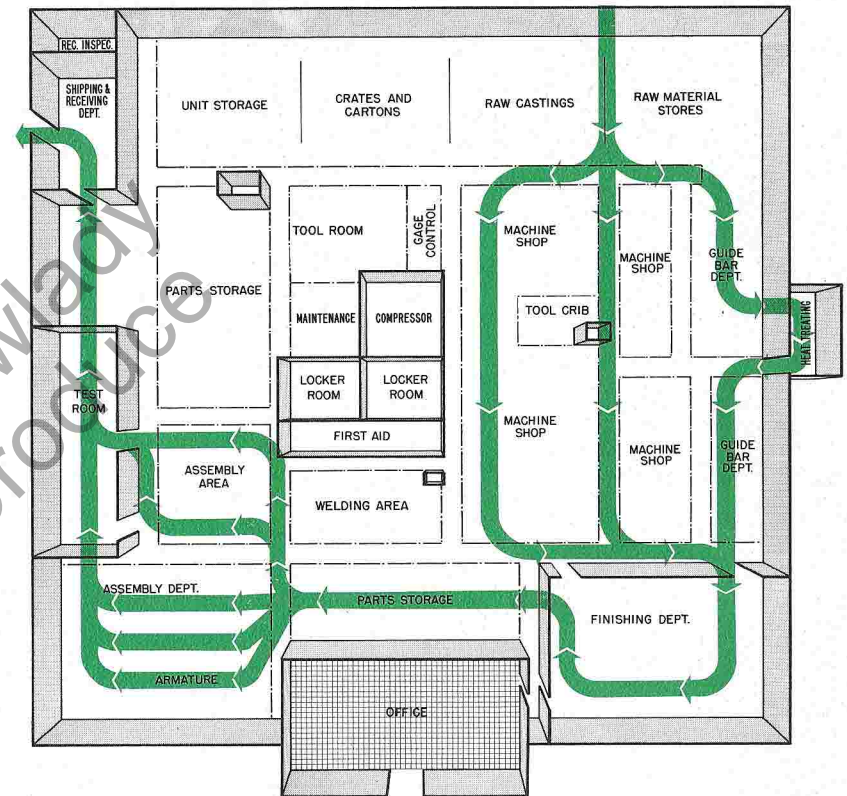 REC. INSPEC.
SHIPPING &
RECEIVING
DEPT.
UNIT STORAGE
CRATES AND
CARTONS
RAW CASTINGS
RAW MATERIAL
STORES
TOOL ROOM
GAGE
CONTROL
MACHINE
SHOP
MACHINE
SHOP
GUIDE
BAR
DEPT.
PARTS STORAGE
MAINTENANCE
COMPRESSOR
TOOL CRIB
HEAT TREATING
TEST
ROOM
LOCKER
ROOM
LOCKER
ROOM
FIRST AID
MACHINE
SHOP
MACHINE
SHOP
GUIDE
BAR
DEPT.
ASSEMBLY
AREA
WELDING AREA
ASSEMBLY DEPT.
PARTS STORAGE
FINISHING DEPT.
ARMATURE
OFFICE